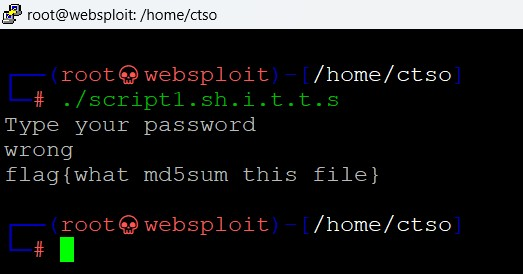 root@websploit: /home/ctso
┌──(root💀websploit)-[/home/ctso]
└─# ./script1.sh.i.t.t.s
Type your password
wrong
flag{what md5sum this file}
┌──(root💀websploit)-[/home/ctso]
└─#